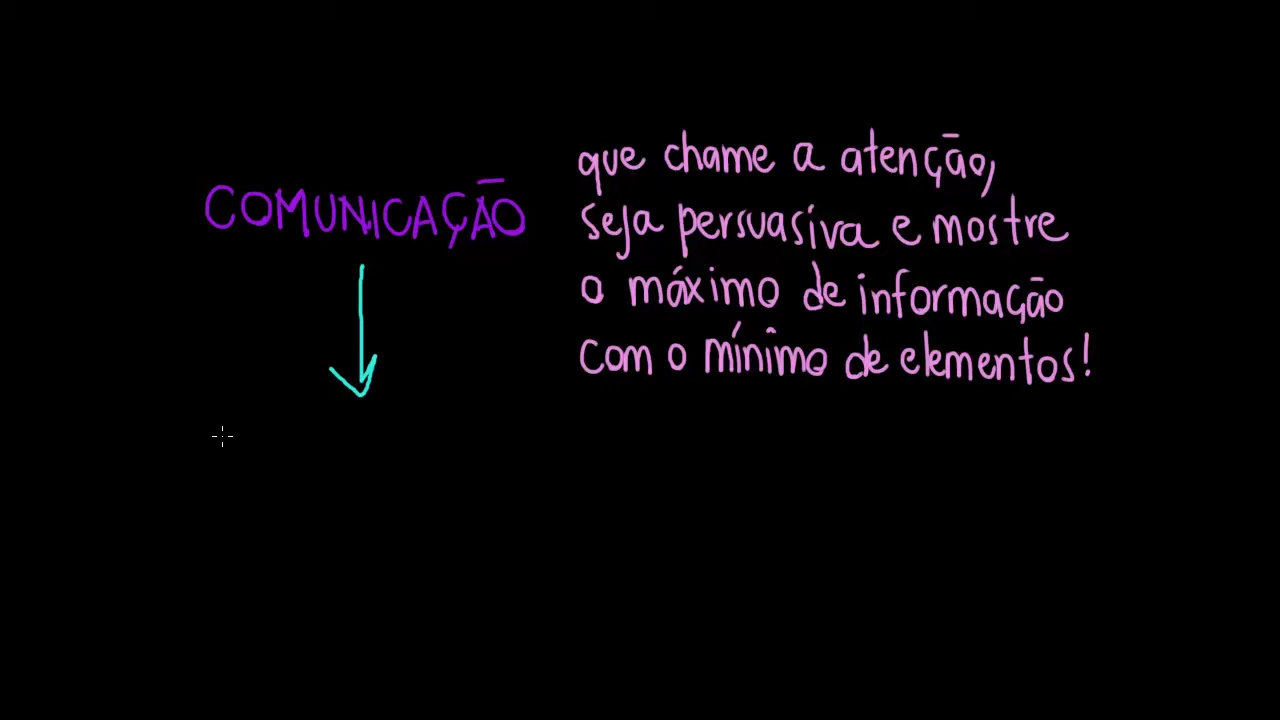 COMUNICAÇÃO
que chame a atenção,
seja persuasiva e mostre
o máximo de informação
com o mínimo de elementos!